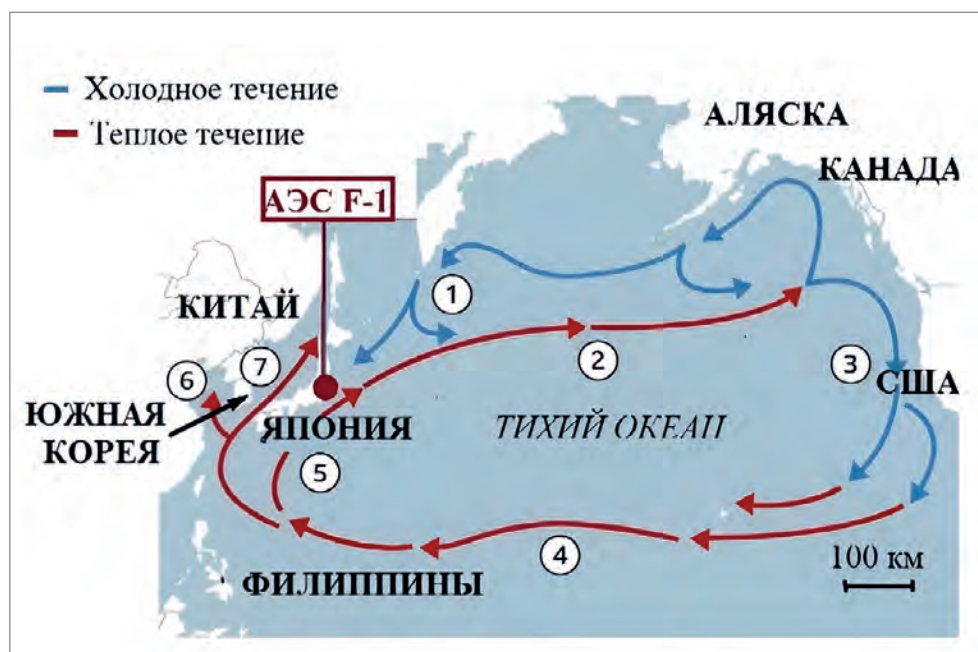 Холодное течение
Теплое течение
АЛЯСКА
КАНАДА
АЭС F-1
КИТАЙ
1
2
3
США
6
7
ЮЖНАЯ
КОРЕЯ
ЯПОНИЯ
ТИХИЙ ОКЕАН
5
4
100 км
ФИЛИППИНЫ